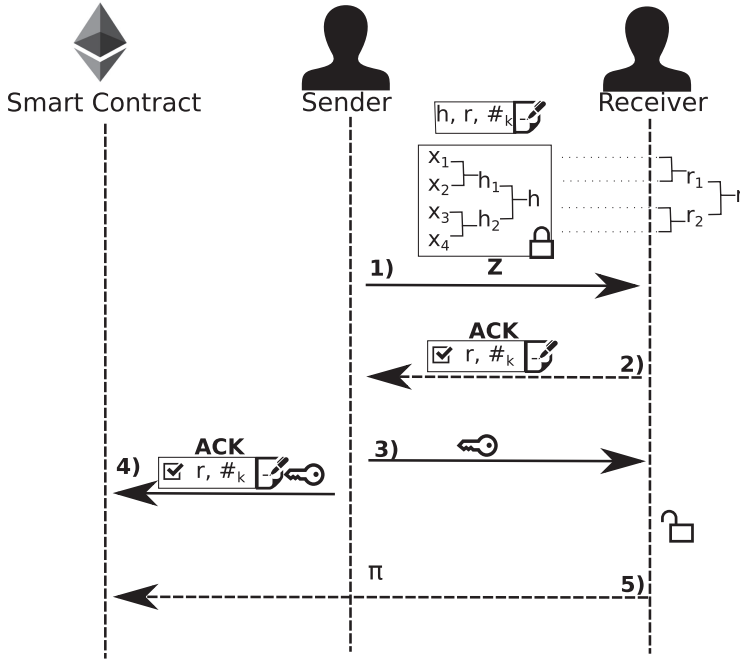 Smart Contract
Sender
Receiver
h, r, #k
x1
x2
x3
x4
h1
h2
h
r1
r2
r
1)
Z
ACK
r, #k
2)
3)
ACK
4)
r, #k
π
5)